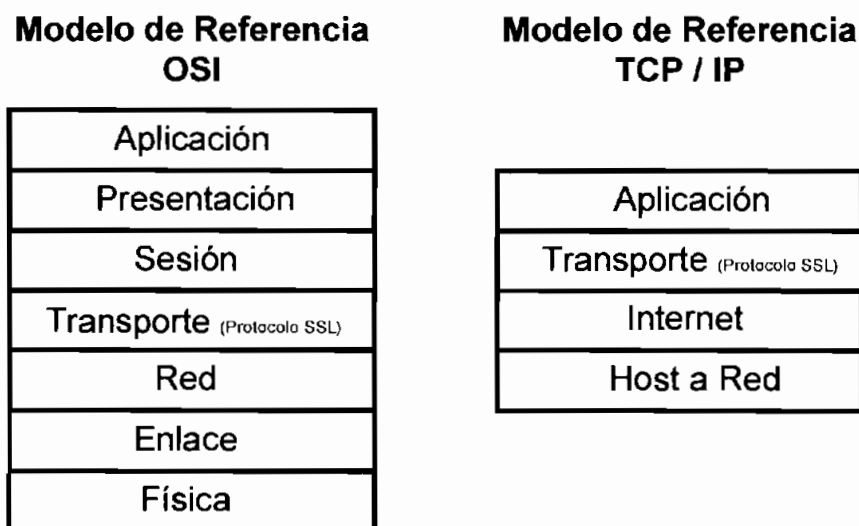 Modelo de Referencia
OSI
Aplicación
Presentación
Sesión
Transporte (Protocolo SSL)
Red
Enlace
Física
Modelo de Referencia
TCP / IP
Aplicación
Transporte (Protocolo SSL)
Internet
Host a Red